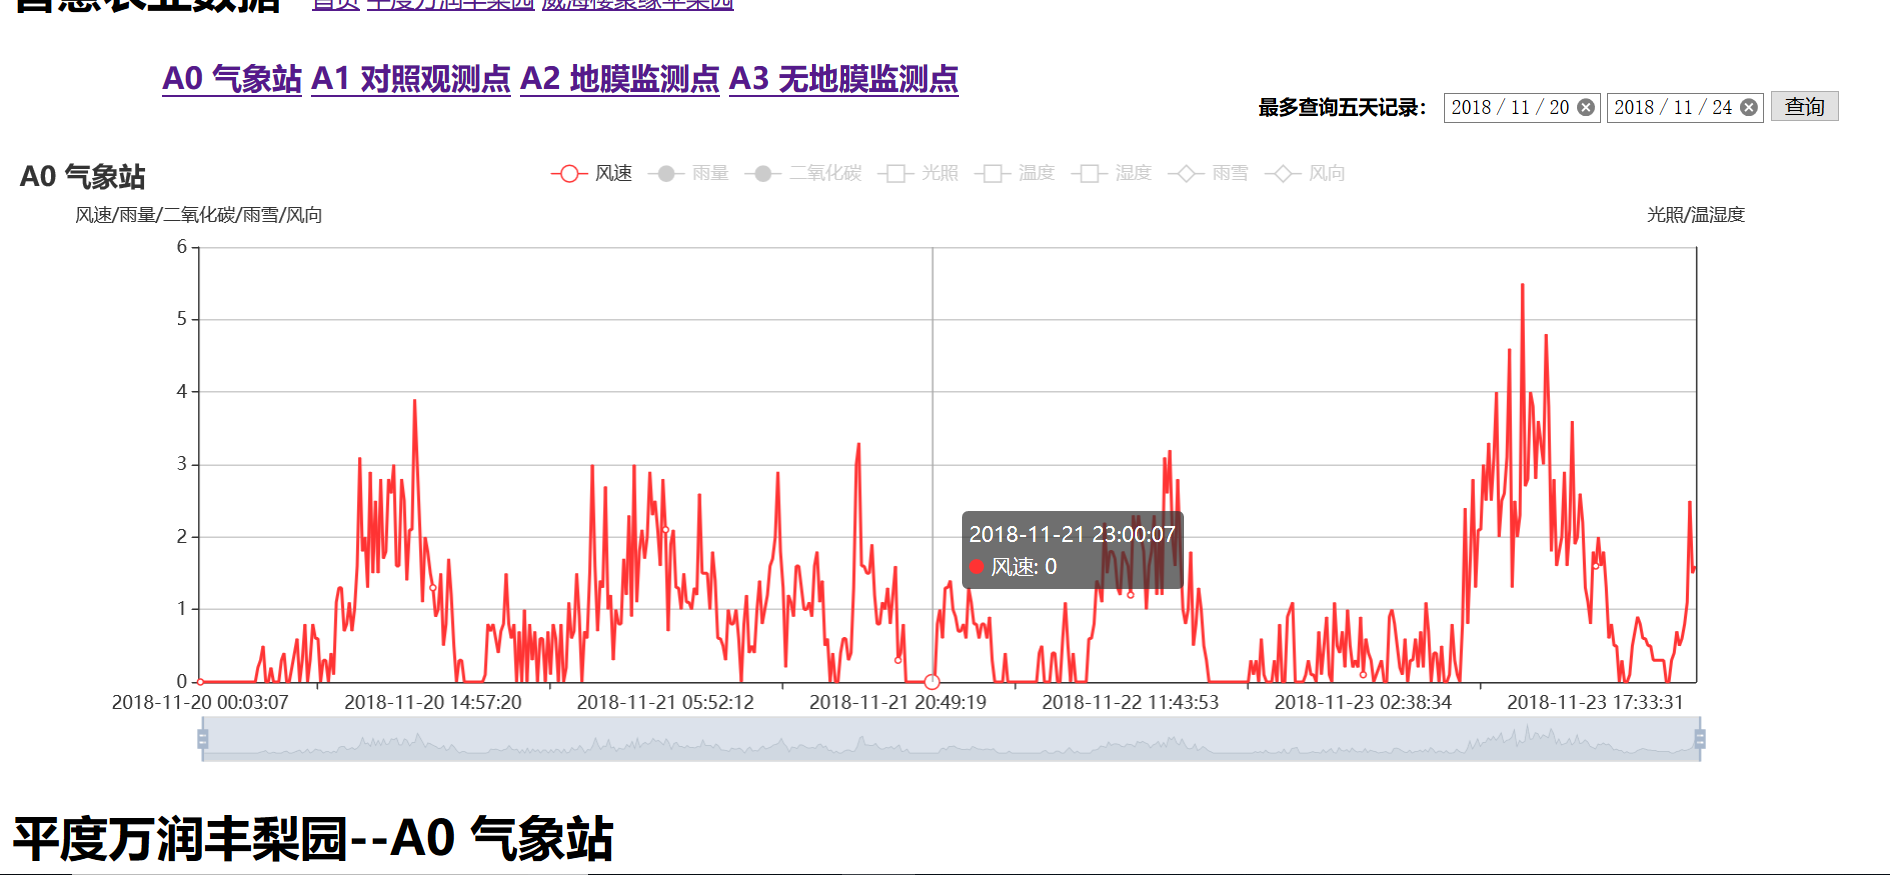 智慧农业数据 首页 平度万润丰梨园 威海楼聚缘苹果园
A0 气象站 A1 对照观测点 A2 地膜监测点 A3 无地膜监测点
最多查询五天记录： 2018 / 11 / 20 2018 / 11 / 24 查询
A0 气象站
风速 雨量 二氧化碳 光照 温度 湿度 雨雪 风向
风速/雨量/二氧化碳/雨雪/风向
光照/温湿度
6
5
4
3
2
1
0
2018-11-21 23:00:07
风速: 0
2018-11-20 00:03:07 2018-11-20 14:57:20 2018-11-21 05:52:12 2018-11-21 20:49:19 2018-11-22 11:43:53 2018-11-23 02:38:34 2018-11-23 17:33:31
平度万润丰梨园--A0 气象站